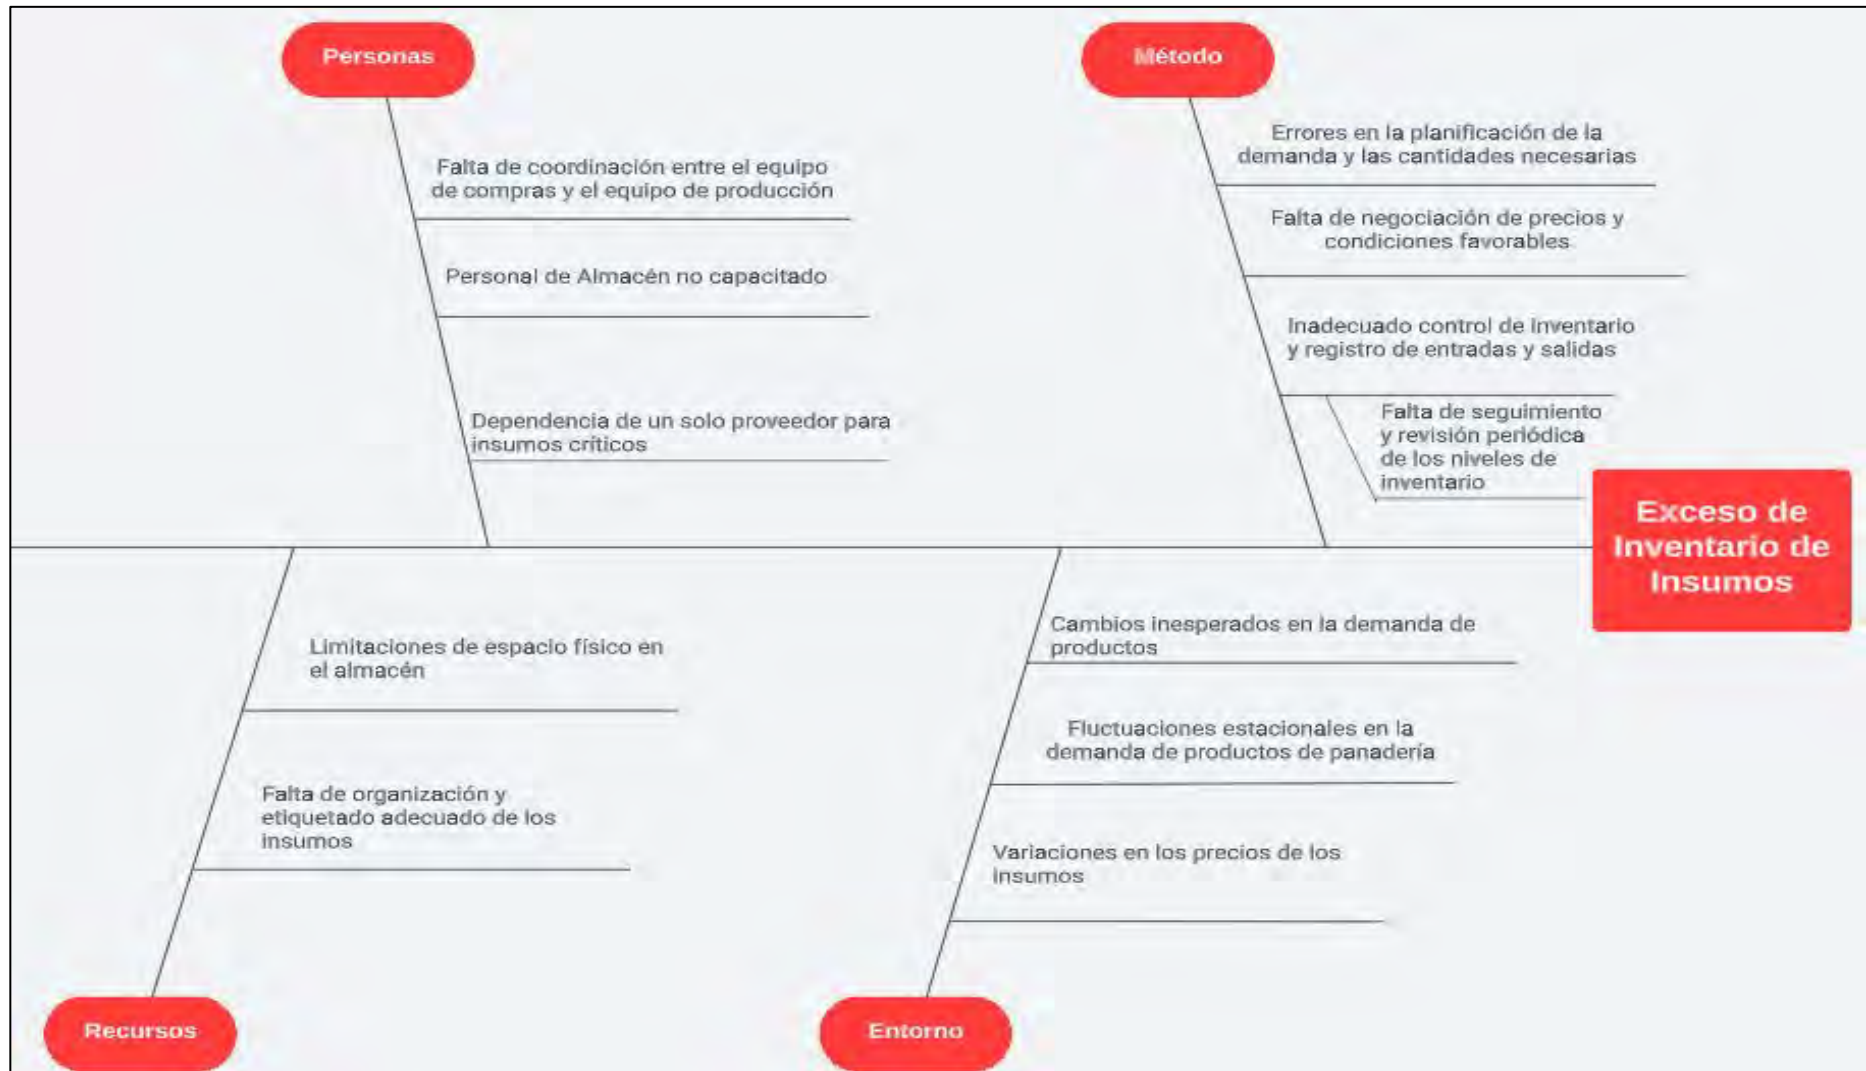 Personas
Falta de coordinación entre el equipo
de compras y el equipo de producción
Personal de Almacén no capacitado
Dependencia de un solo proveedor para
insumos críticos
Método
Errores en la planificación de la
demanda y las cantidades necesarias
Falta de negociación de precios y
condiciones favorables
Inadecuado control de inventario
y registro de entradas y salidas
Falta de seguimiento
y revisión periódica
de los niveles de
inventario
Exceso de
Inventario de
Insumos
Limitaciones de espacio físico en
el almacén
Falta de organización y
etiquetado adecuado de los
insumos
Recursos
Cambios inesperados en la demanda de
productos
Fluctuaciones estacionales en la
demanda de productos de panadería
Variaciones en los precios de los
insumos
Entorno